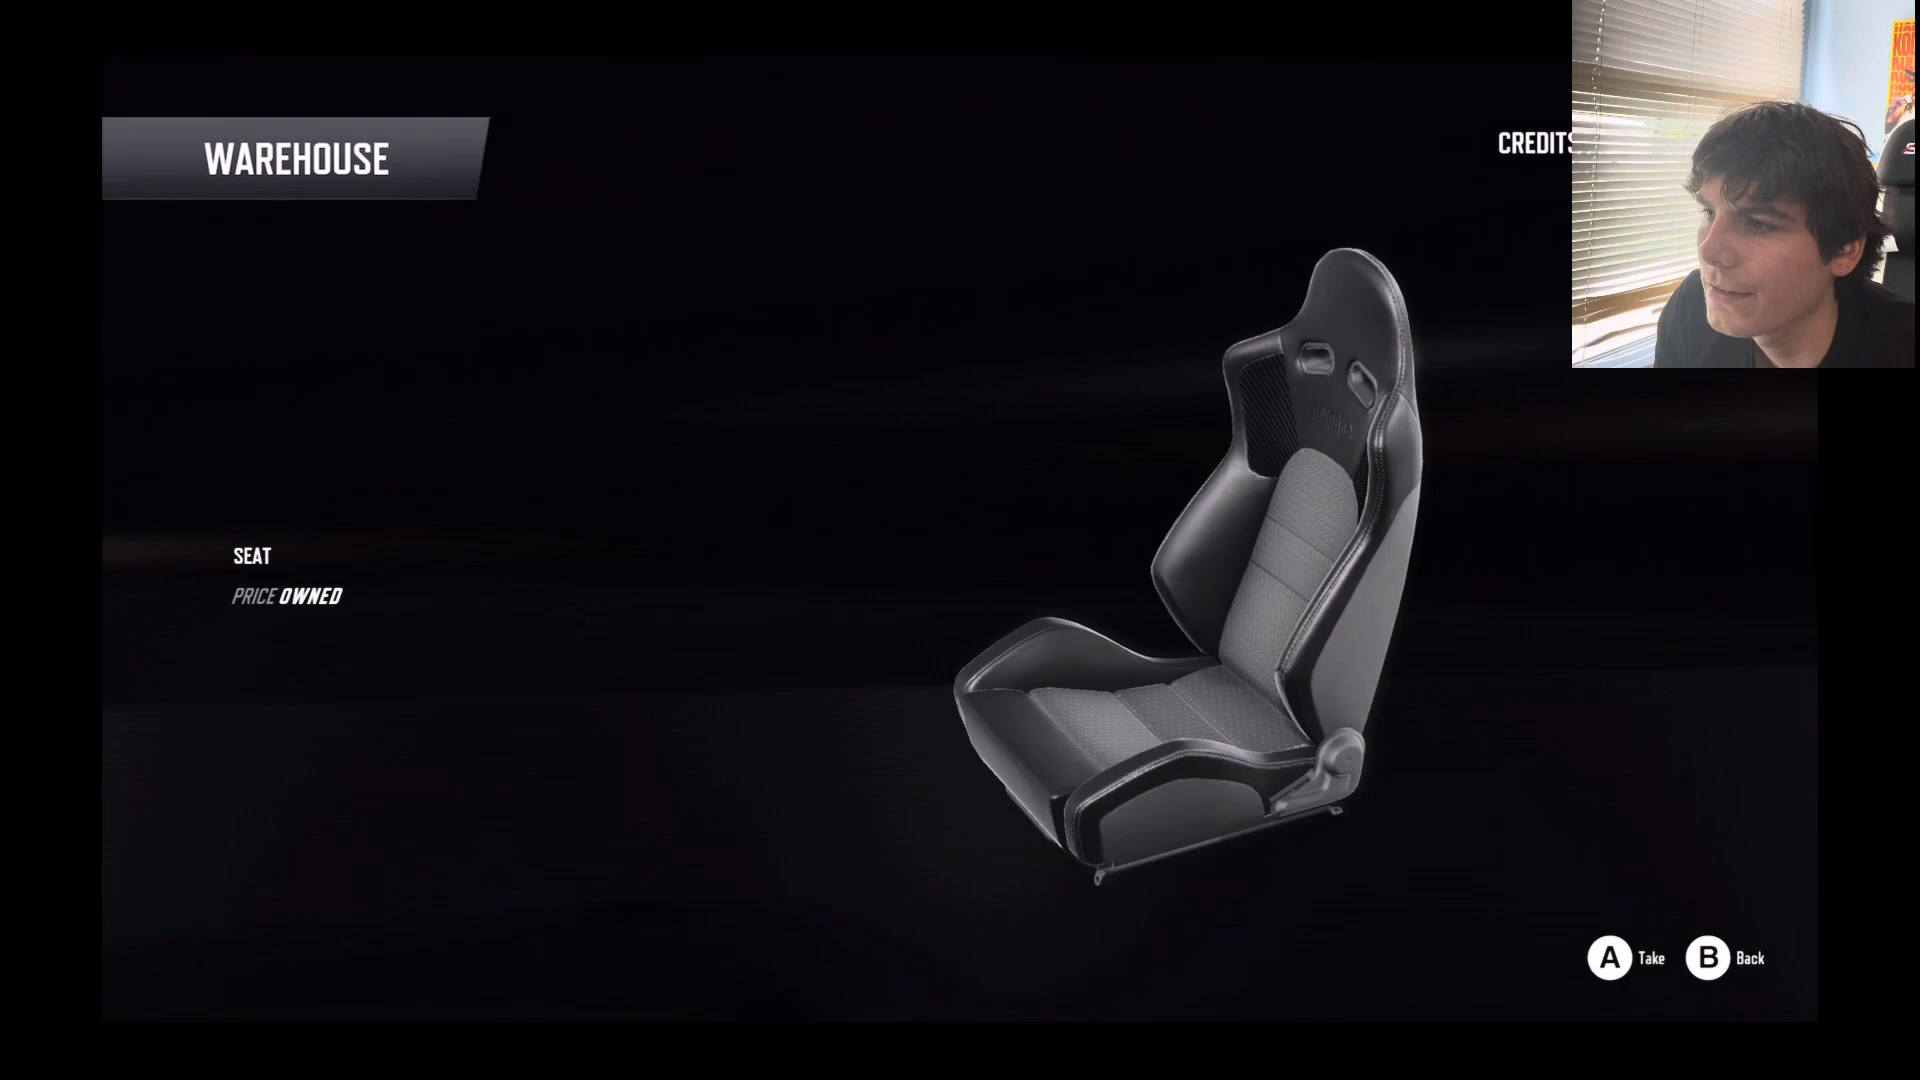 WAREHOUSE
CREDITS
SEAT
PRICE OWNED
A Take B Back